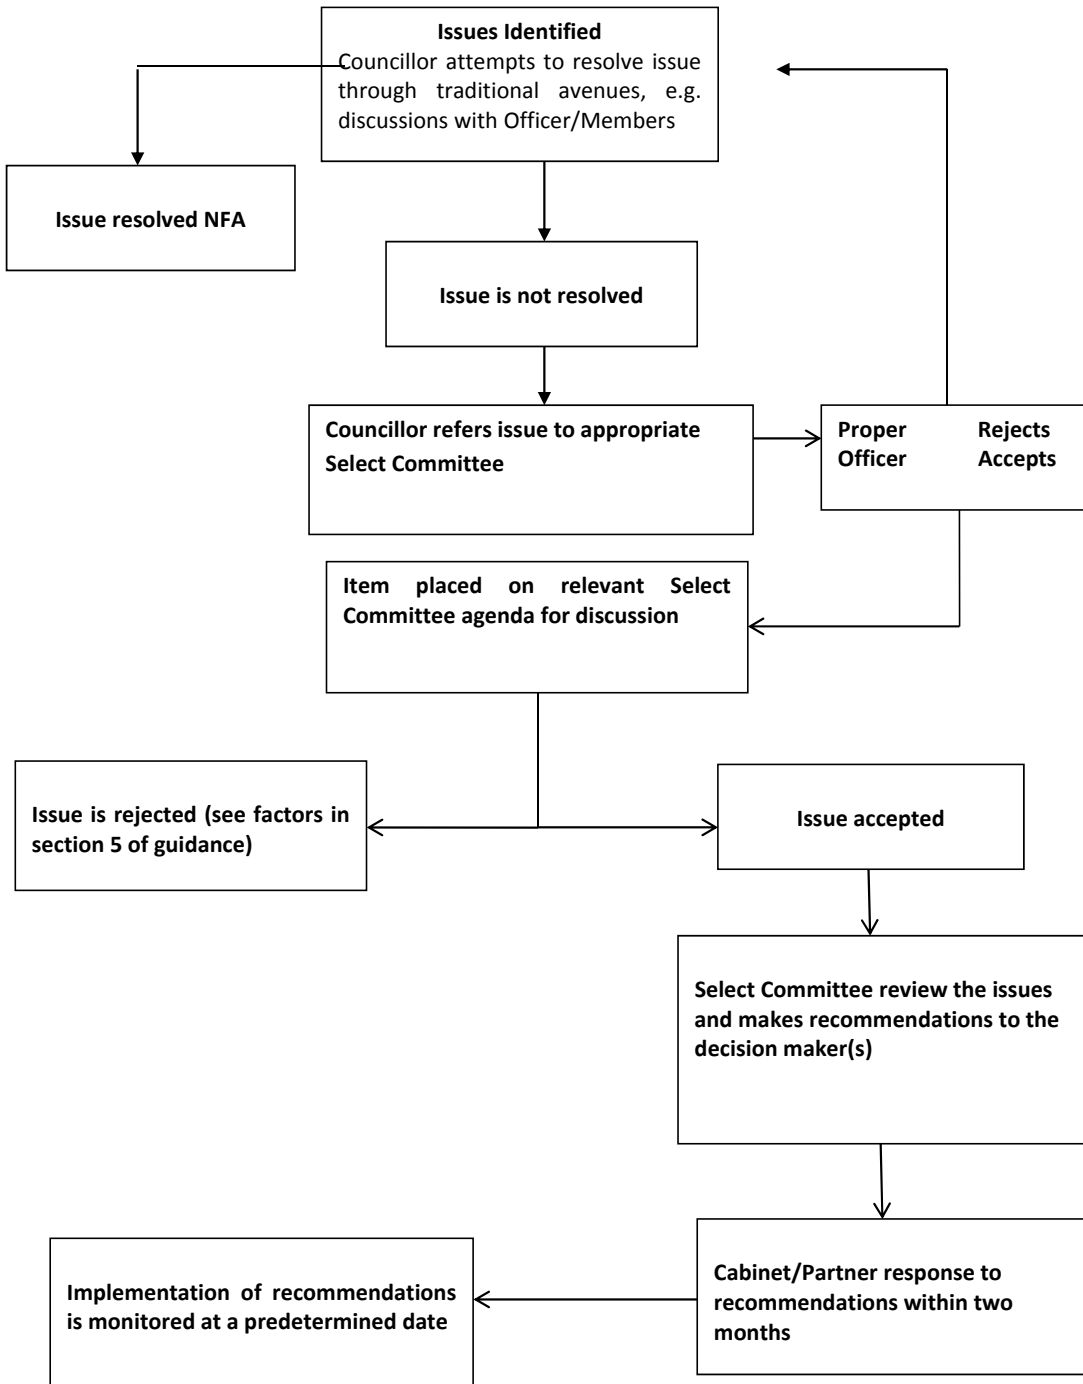 Issues Identified
Councillor attempts to resolve issue
through traditional avenues, e.g.
discussions with Officer/Members
Issue resolved NFA
Issue is not resolved
Councillor refers issue to appropriate
Select Committee
Proper Rejects
Officer Accepts
Item placed on relevant Select
Committee agenda for discussion
Issue is rejected (see factors in
section 5 of guidance)
Issue accepted
Select Committee review the issues
and makes recommendations to the
decision maker(s)
Cabinet/Partner response to
recommendations within two
months
Implementation of recommendations
is monitored at a predetermined date